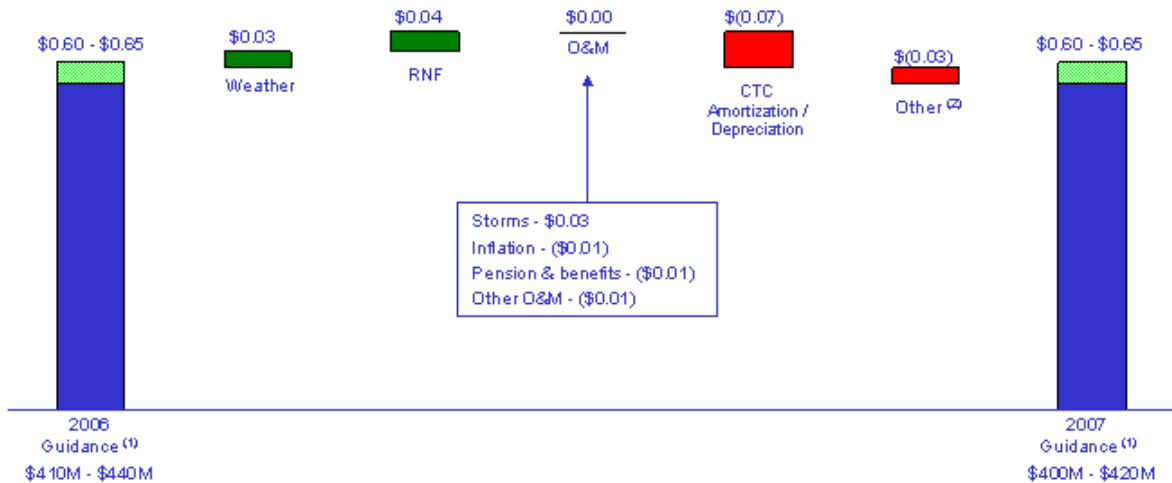 $0.60 - $0.65
$0.03
Weather
$0.04
RNF
$0.00
O&M
$(0.07)
CTC
Amortization /
Depreciation
$(0.03)
Other (2)
$0.60 - $0.65
Storms - $0.03
Inflation - ($0.01)
Pension & benefits - ($0.01)
Other O&M - ($0.01)
2006
Guidance (1)
$410M - $440M
2007
Guidance (1)
$400M - $420M